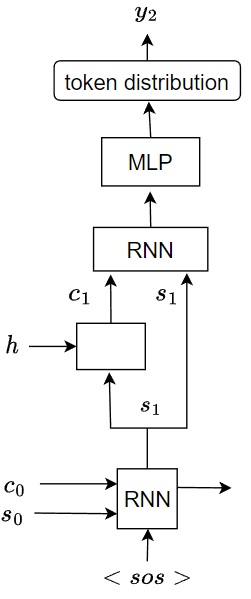 y₂
token distribution
MLP
RNN
c₁
s₁
h
s₁
c₀
RNN
s₀
< sos >